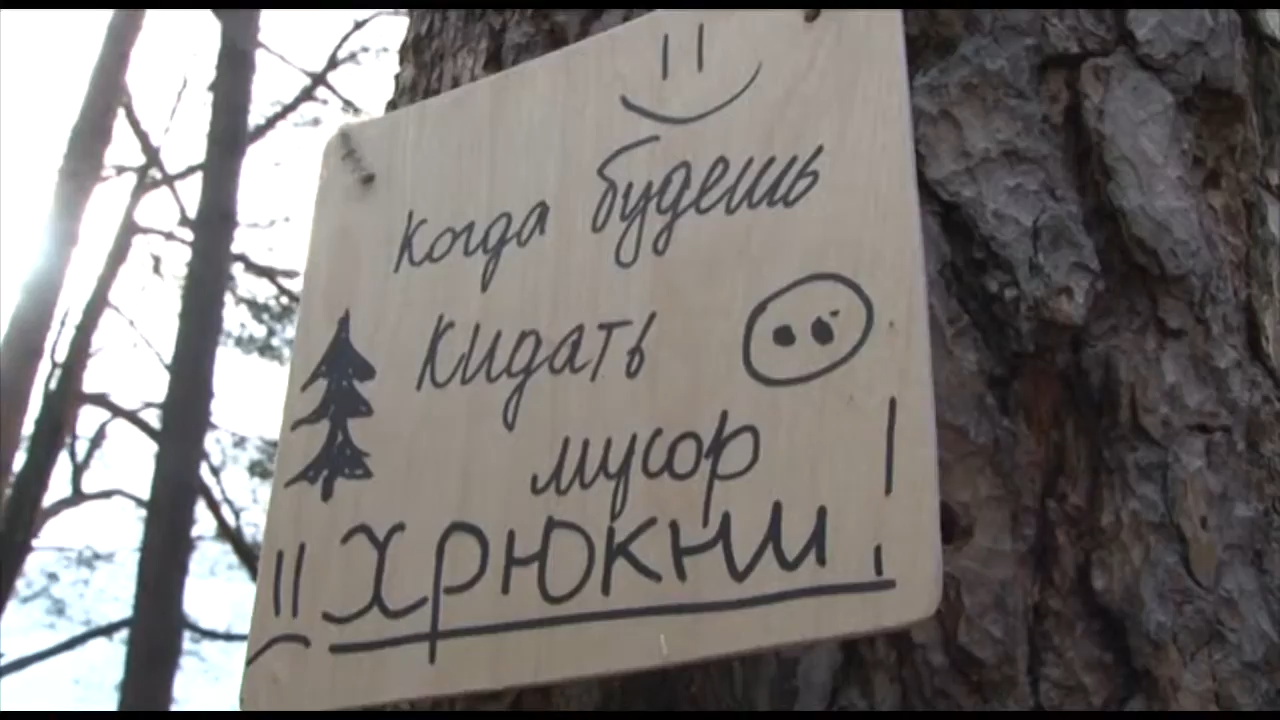 Когда будешь
кидать
мусор
хрюкни!